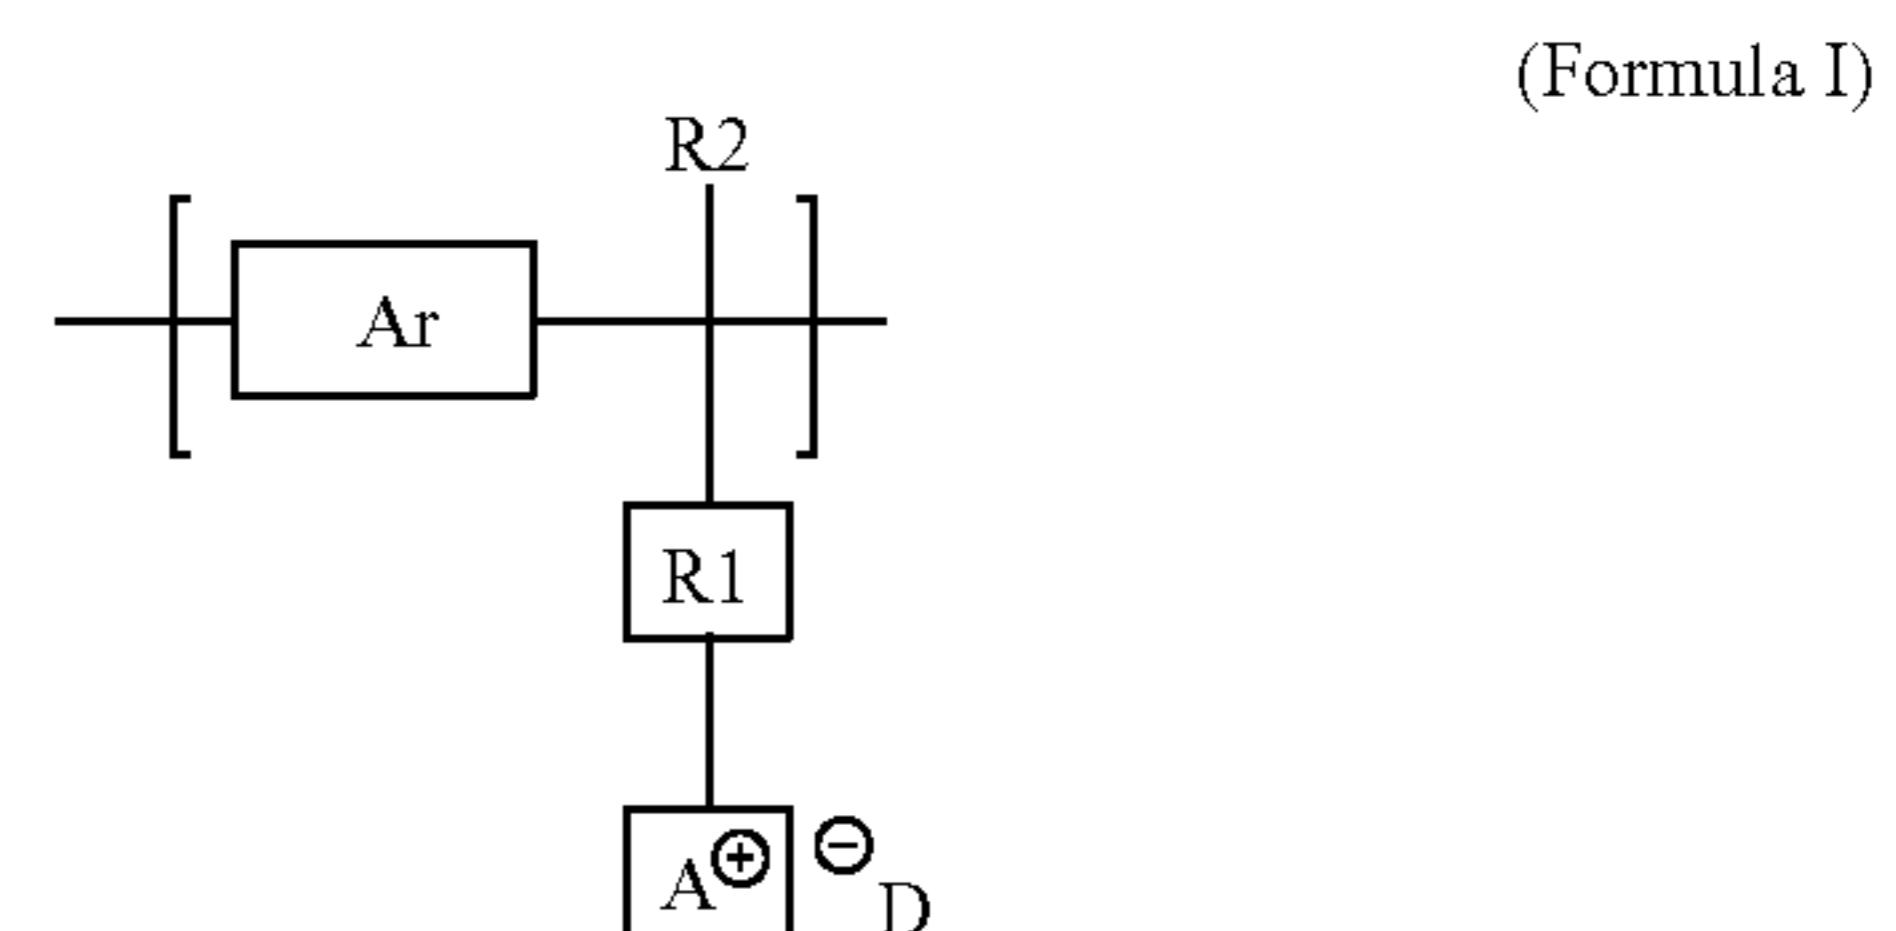 (Formula I)
R2
Ar
R1
A⊕ ⊖
D